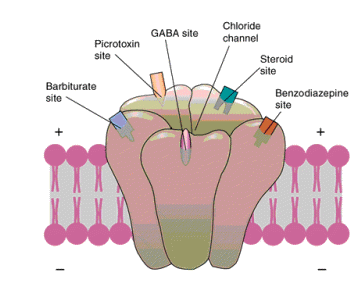 GABA site
Chloride
channel
Picrotoxin
site
Steroid
site
Barbiturate
site
Benzodiazepine
site
+
+
–
–